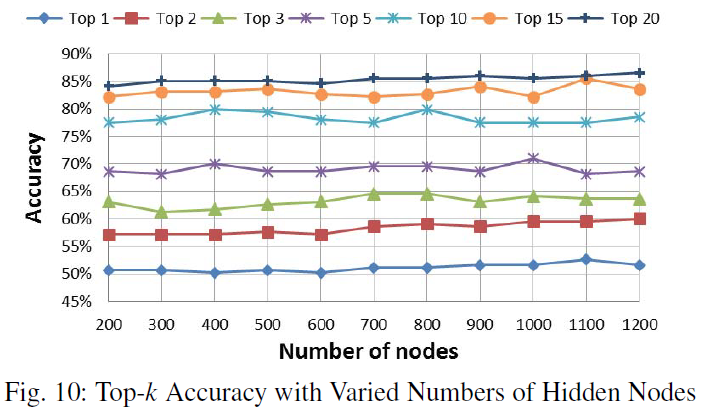 Top 1 Top 2 Top 3 Top 5 Top 10 Top 15 Top 20
90%
85%
80%
75%
70%
65%
60%
55%
50%
45%
Accuracy
200 300 400 500 600 700 800 900 1000 1100 1200
Number of nodes
Fig. 10: Top-k Accuracy with Varied Numbers of Hidden Nodes